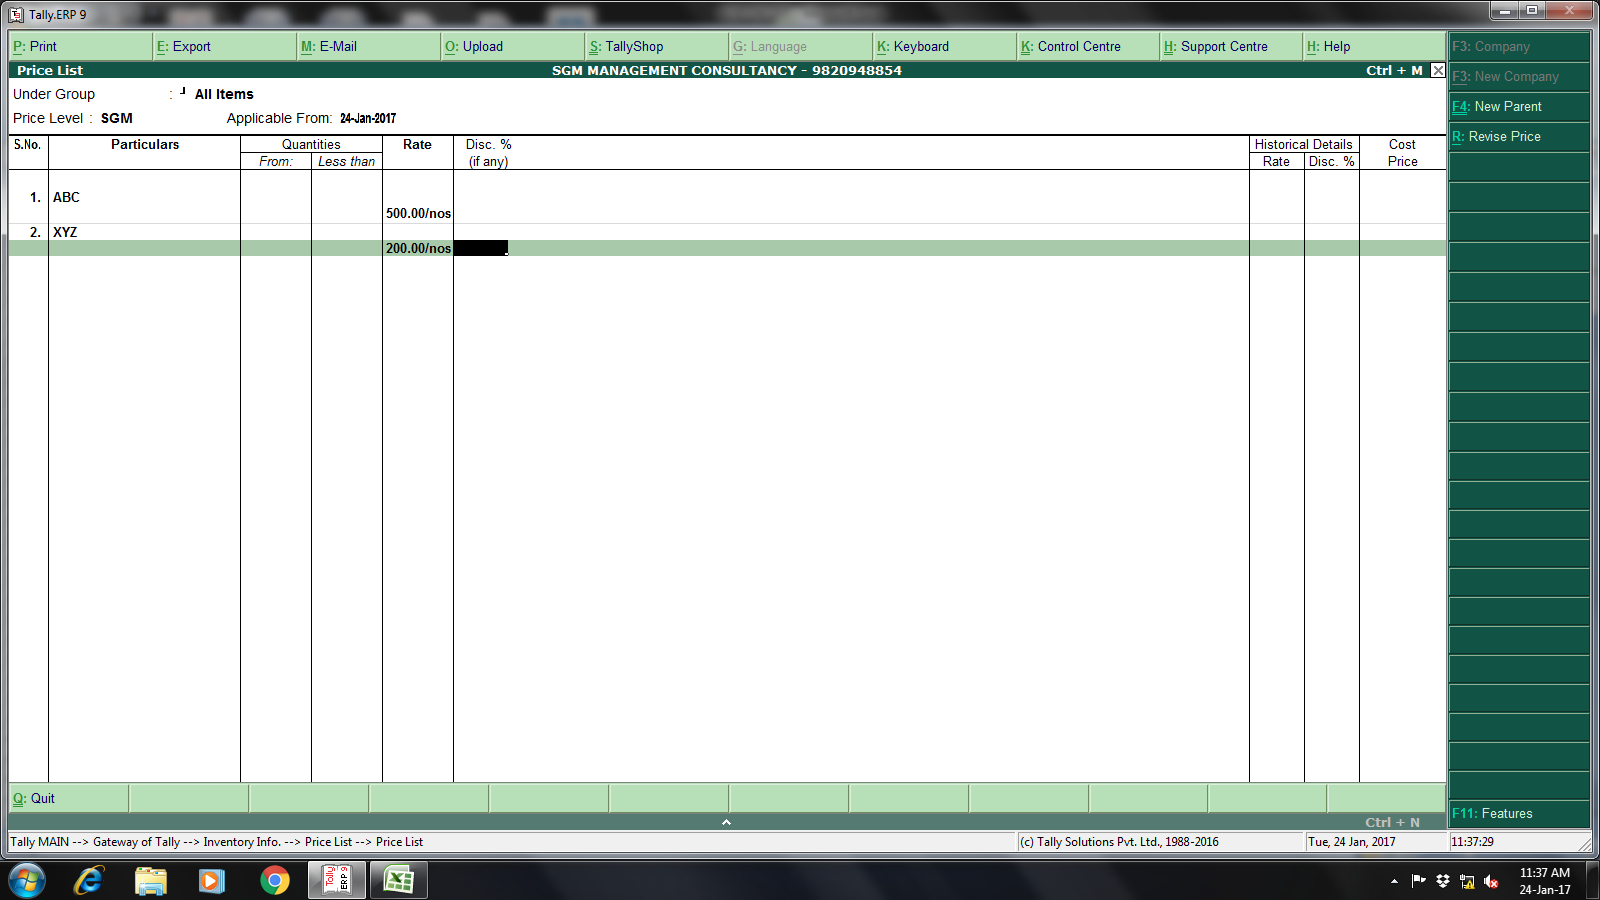 Tally.ERP 9
P: Print E: Export M: E-Mail O: Upload S: TallyShop G: Language K: Keyboard K: Control Centre H: Support Centre H: Help
F3: Company
Price List SGM MANAGEMENT CONSULTANCY - 9820948854 Ctrl + M
F3: New Company
Under Group : All Items
F4: New Parent
Price Level : SGM Applicable From: 24-Jan-2017
R: Revise Price
S.No. Particulars Quantities Rate Disc. % Historical Details Cost
From: Less than (if any) Rate Disc. % Price
1. ABC
500.00/nos
2. XYZ
200.00/nos
Q: Quit
F11: Features
Ctrl + N
Tally MAIN --> Gateway of Tally --> Inventory Info. --> Price List --> Price List (c) Tally Solutions Pvt. Ltd., 1988-2016 Tue, 24 Jan, 2017 11:37:29
Tally
ERP 9
11:37 AM
24-Jan-17